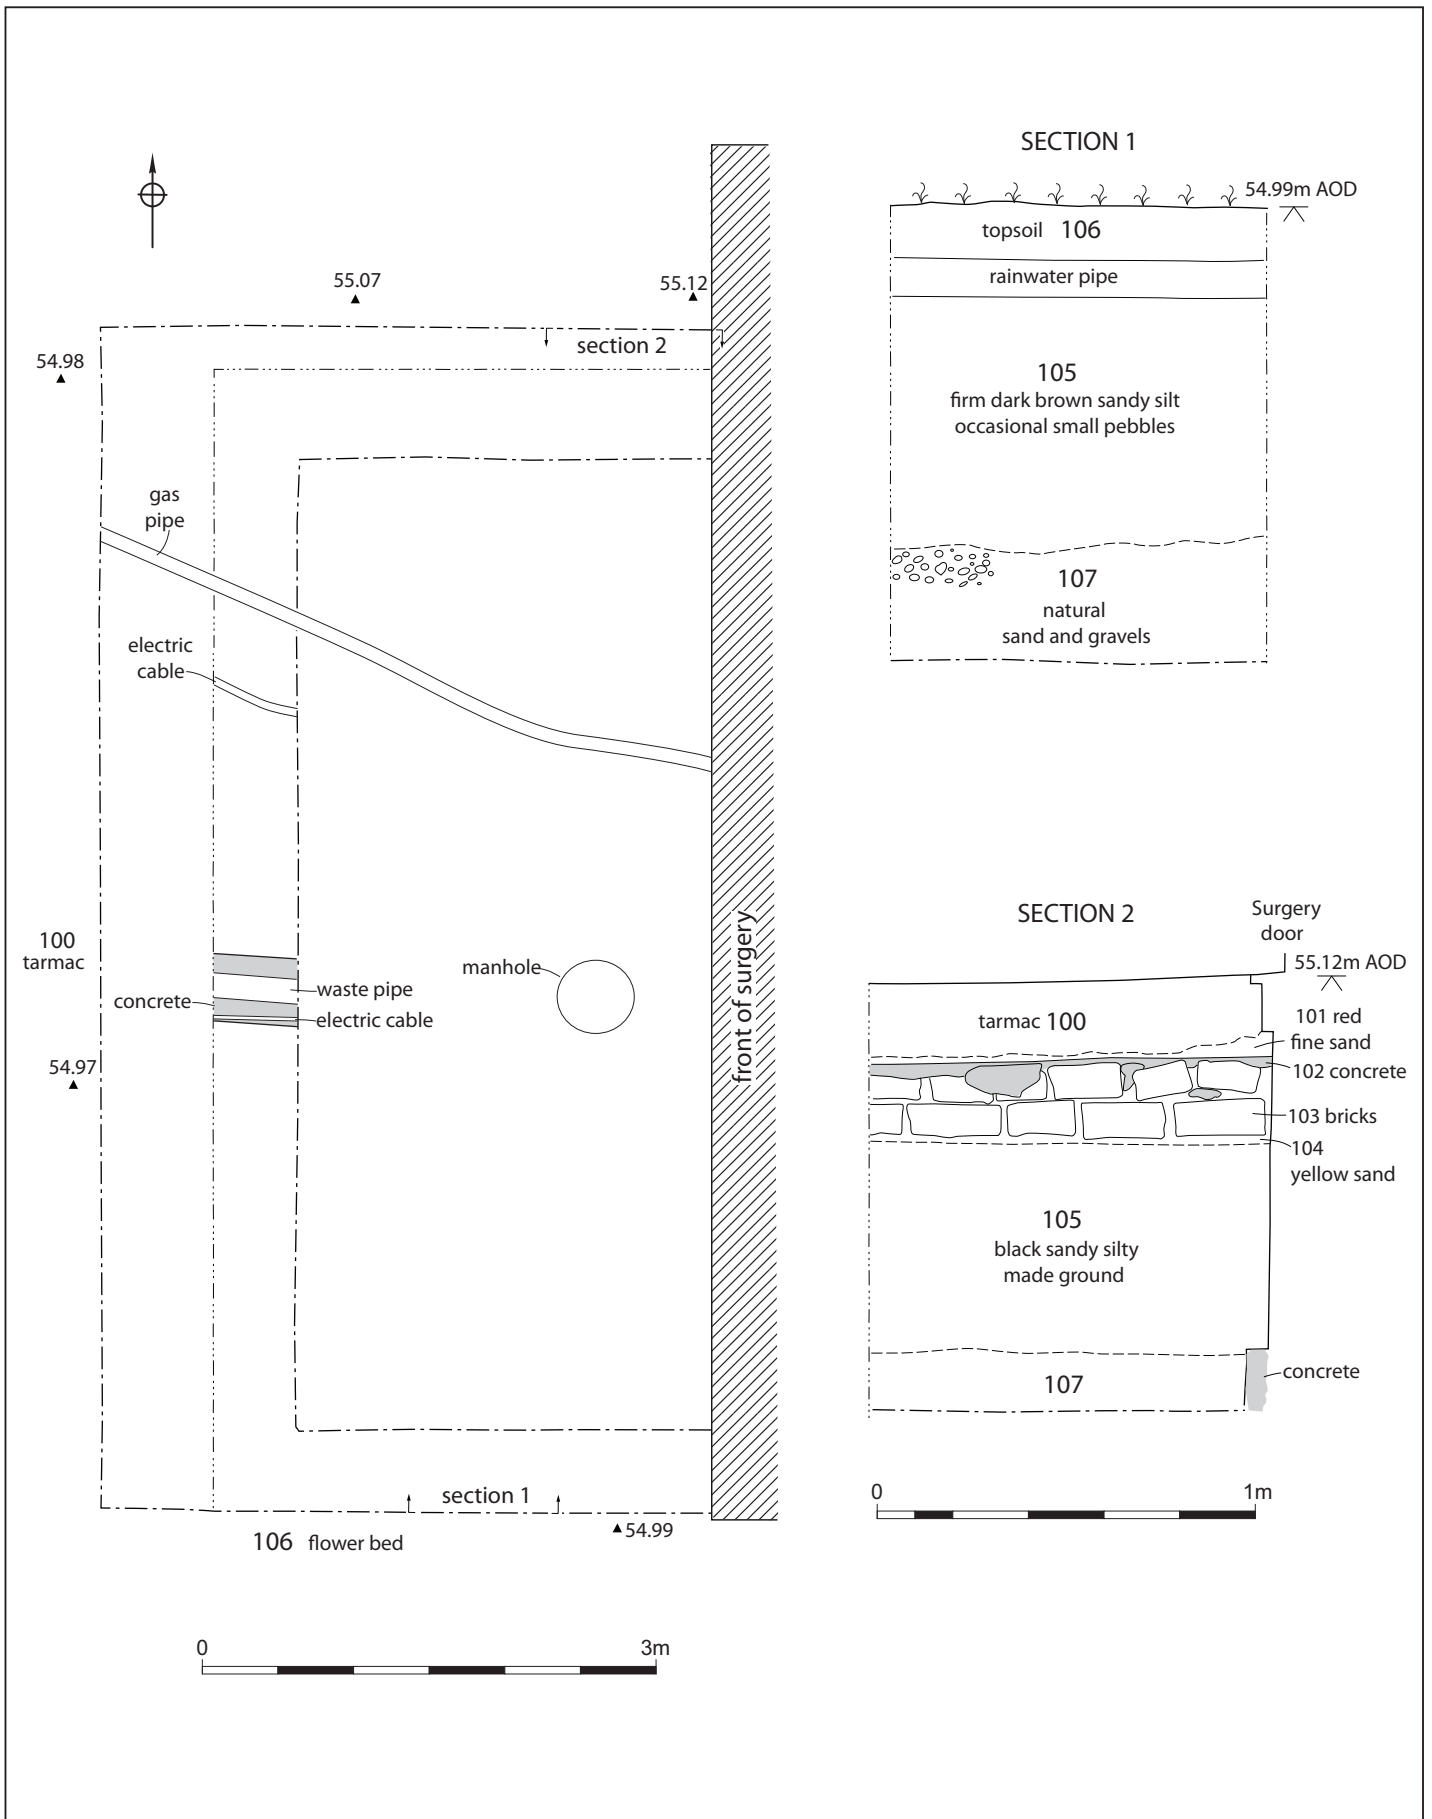 55.07
55.12
section 2
54.98
gas
pipe
electric
cable
100
tarmac
manhole
waste pipe
concrete
electric cable
front of surgery
54.97
section 1
54.99
106 flower bed
0 3m
SECTION 1
54.99m AOD
topsoil 106
rainwater pipe
105
firm dark brown sandy silt
occasional small pebbles
107
natural
sand and gravels
SECTION 2
Surgery
door
55.12m AOD
tarmac 100
101 red
fine sand
102 concrete
103 bricks
104
yellow sand
105
black sandy silty
made ground
107
concrete
0 1m